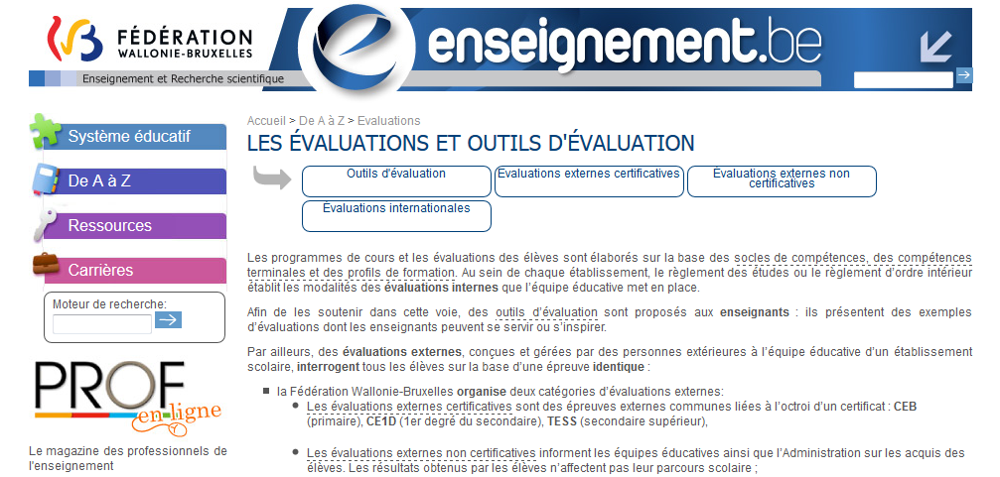 FÉDÉRATION
WALLONIE-BRUXELLES
enseignement.be
Enseignement et Recherche scientifique
Système éducatif
De A à Z
Ressources
Carrières
Moteur de recherche:
PROF
en ligne
Le magazine des professionnels de
l'enseignement
Accueil > De A à Z > Evaluations
LES ÉVALUATIONS ET OUTILS D'ÉVALUATION
Outils d'évaluation
Evaluations externes certificatives
Évaluations externes non
certificatives
Évaluations internationales
Les programmes de cours et les évaluations des élèves sont élaborés sur la base des socles de compétences, des compétences
terminales et des profils de formation. Au sein de chaque établissement, le règlement des études ou le règlement d’ordre intérieur
établit les modalités des évaluations internes que l’équipe éducative met en place.
Afin de les soutenir dans cette voie, des outils d’évaluation sont proposés aux enseignants : ils présentent des exemples
d’évaluations dont les enseignants peuvent se servir ou s’inspirer.
Par ailleurs, des évaluations externes, conçues et gérées par des personnes extérieures à l’équipe éducative d’un établissement
scolaire, interrogent tous les élèves sur la base d’une épreuve identique :
la Fédération Wallonie-Bruxelles organise deux catégories d’évaluations externes:
Les évaluations externes certificatives sont des épreuves externes communes liées à l’octroi d’un certificat : CEB
(primaire), CE1D (1er degré du secondaire), TESS (secondaire supérieur),
Les évaluations externes non certificatives informent les équipes éducatives ainsi que l’Administration sur les acquis des
élèves. Les résultats obtenus par les élèves n’affectent pas leur parcours scolaire ;